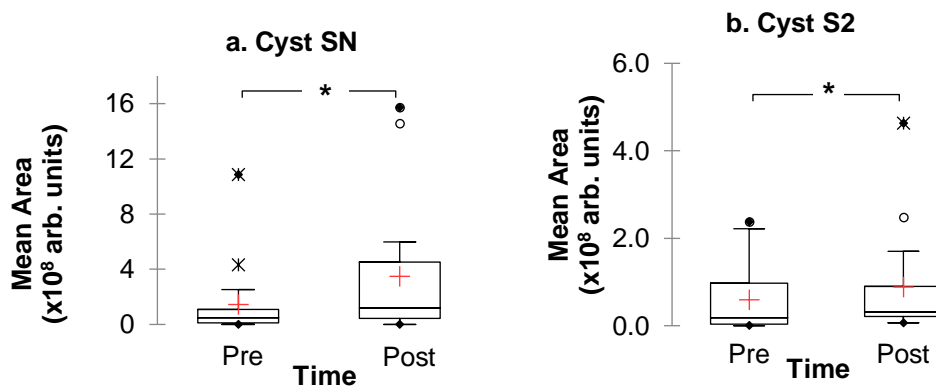 a. Cyst SN
Mean Area
(x10⁸ arb. units)
16
12
8
4
0
*
Pre
Post
Time
b. Cyst S2
Mean Area
(x10⁸ arb. units)
6.0
4.0
2.0
0.0
*
Pre
Post
Time